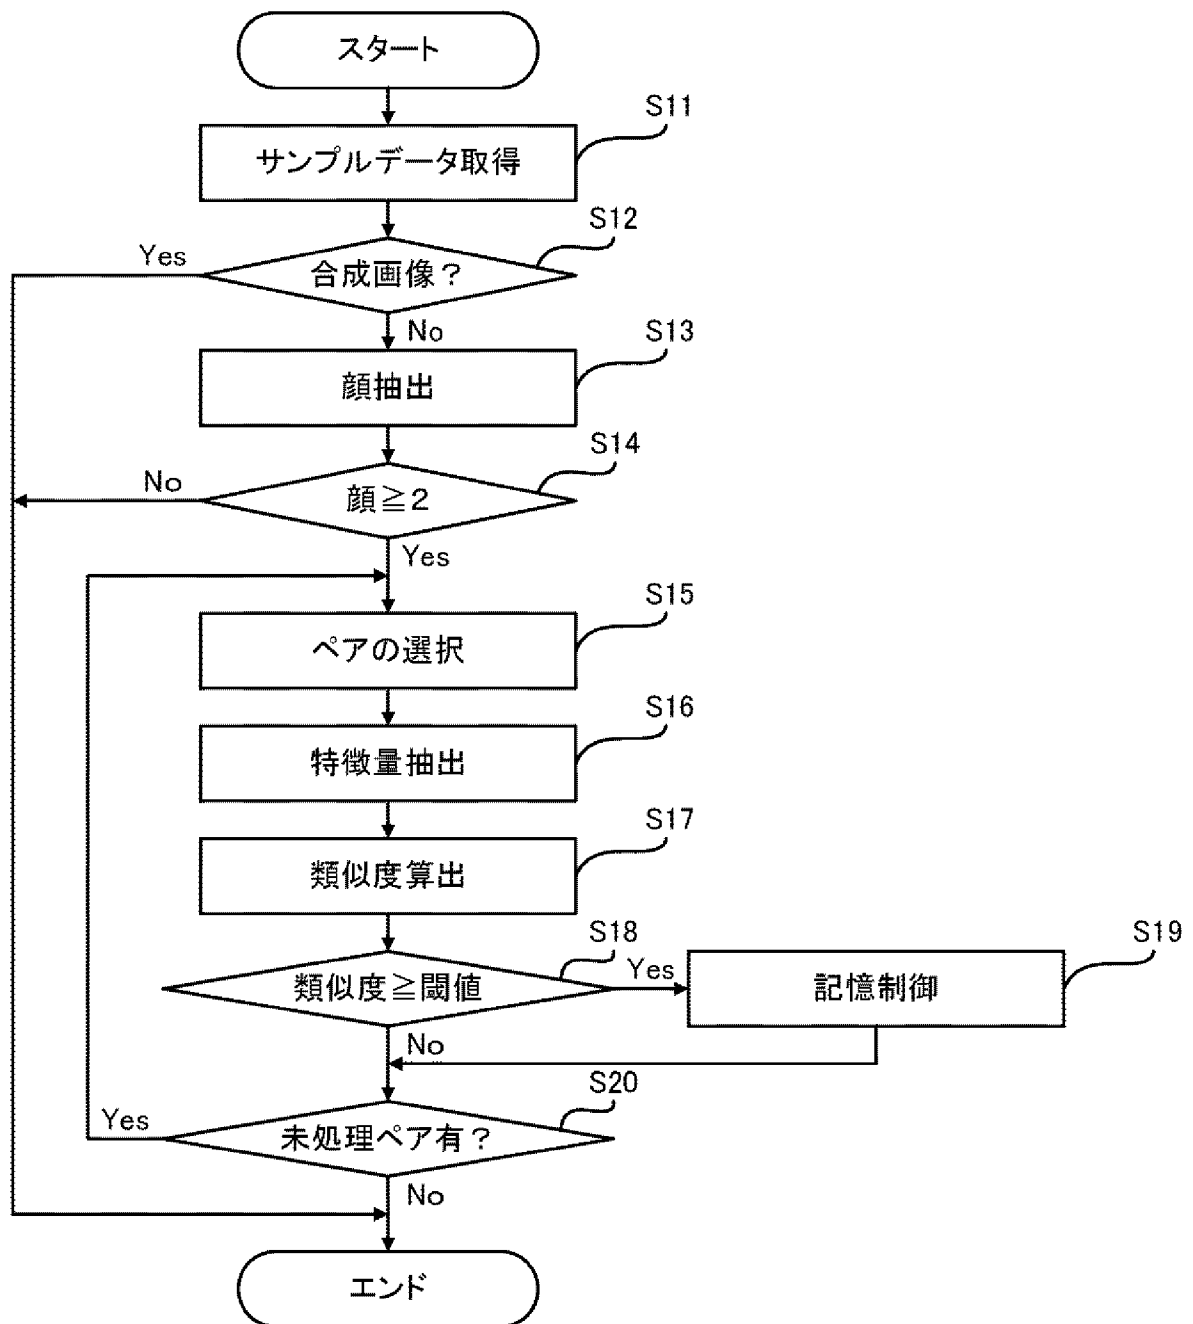 スタート
S11
サンプルデータ取得
S12
Yes
合成画像？
No
S13
顔抽出
S14
No
顔≧2
Yes
S15
ペアの選択
S16
特徴量抽出
S17
類似度算出
S18
類似度≧閾値
Yes
S19
記憶制御
No
S20
Yes
未処理ペア有？
No
エンド